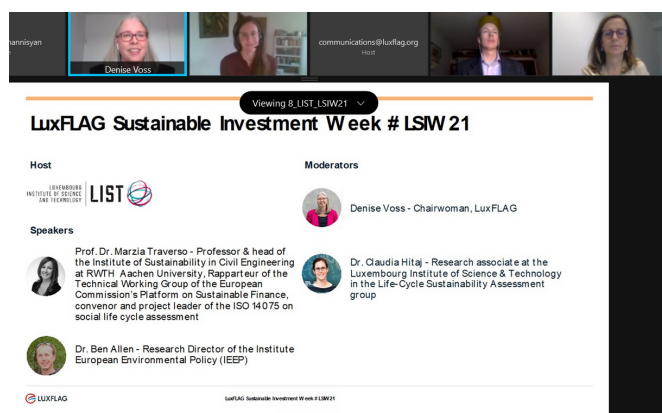 annisyan
Denise Voss
communications@luxflag.org
Host
Viewing 8_LIST_LSIW21
LuxFLAG Sustainable Investment Week # LSIW 21
Host
LUXEMBOURG
INSTITUTE OF SCIENCE
AND TECHNOLOGY
LIST
Speakers
Prof. Dr. Marzia Traverso - Professor & head of
the Institute of Sustainability in Civil Engineering
at RWTH Aachen University, Rapparteur of the
Technical Working Group of the European
Commission's Platform on Sustainable Finance,
convenor and project leader of the ISO 14075 on
social life cycle assessment
Dr. Ben Allen - Research Director of the Institute
European Environmental Policy (IEEP)
Moderators
Denise Voss - Chairwoman, LuxFLAG
Dr. Claudia Hitaj - Research associate at the
Luxembourg Institute of Science & Technology
in the Life-Cycle Sustainability Assessment
group
LUXFLAG
LuxFLAG Sustainable Investment Week # LSIW21